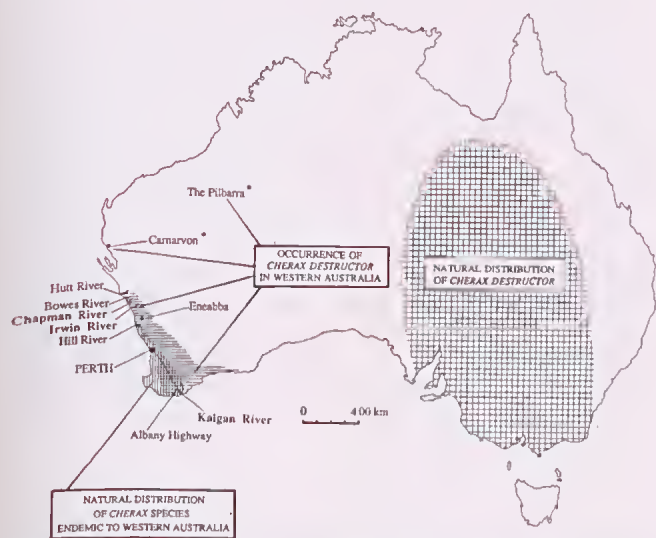 The Pilbarra*
Carnarvon*
OCCURRENCE OF
CHERAX DESTRUCTOR
IN WESTERN AUSTRALIA
NATURAL DISTRIBUTION
OF CHERAX DESTRUCTOR
Hutt River
Bowes River
Chapman River
Irwin River
Hill River
Eneabba
PERTH
Kalgan River
Albany Highway
0 400 km
NATURAL DISTRIBUTION
OF CHERAX SPECIES
ENDEMIC TO WESTERN AUSTRALIA